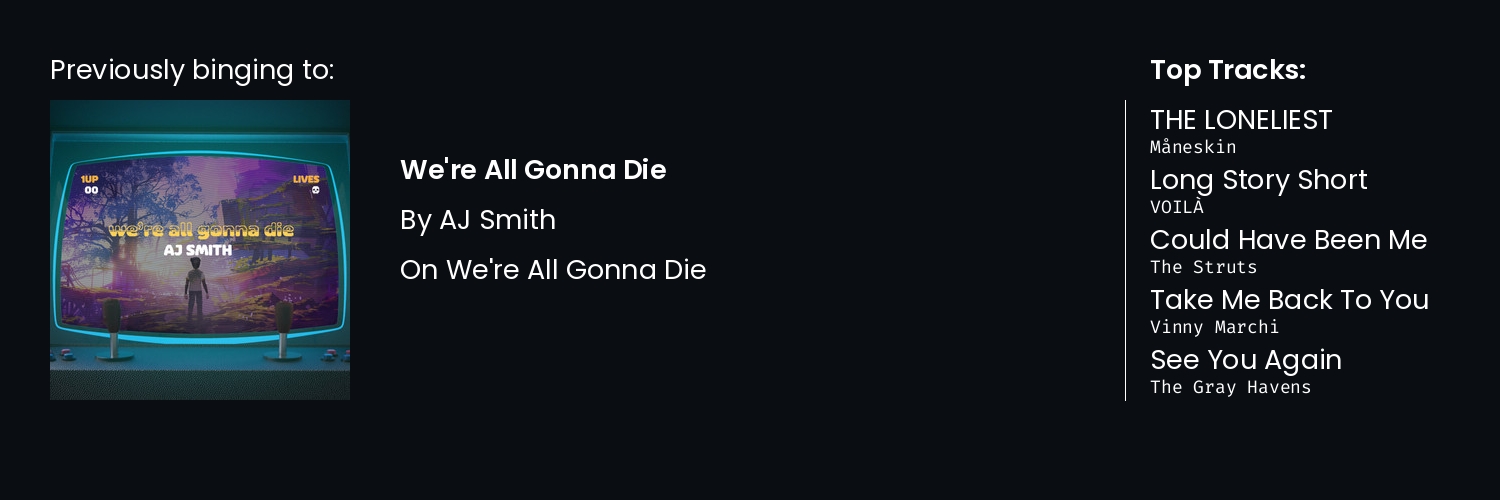 Previously binging to:
1UP
00
LIVES
we're all gonna die
AJ SMITH
We're All Gonna Die
By AJ Smith
On We're All Gonna Die
Top Tracks:
THE LONELIEST
Måneskin
Long Story Short
VOILÀ
Could Have Been Me
The Struts
Take Me Back To You
Vinny Marchi
See You Again
The Gray Havens